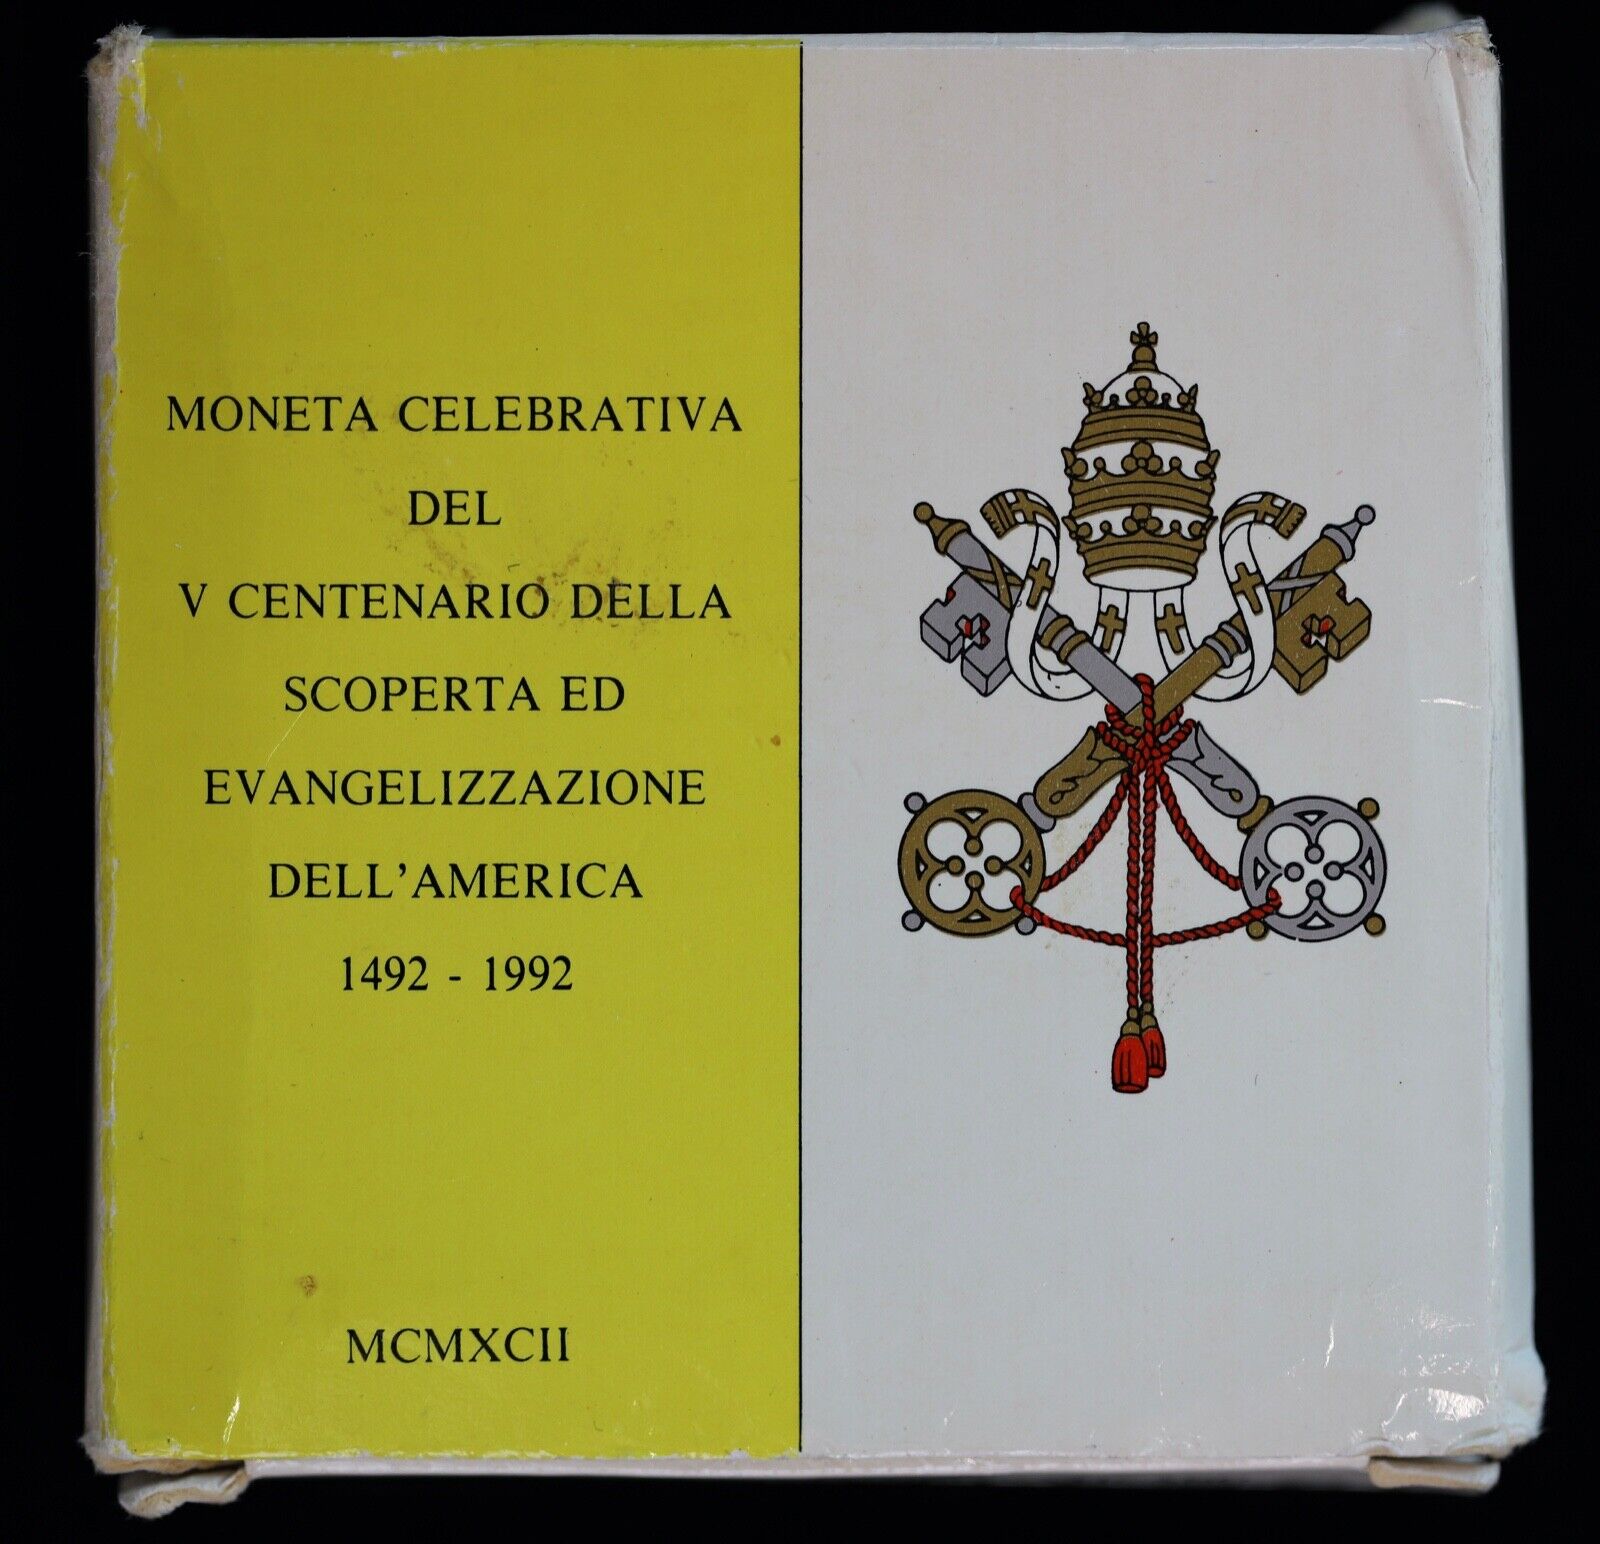 MONETA CELEBRATIVA
DEL
V CENTENARIO DELLA
SCOPERTA ED
EVANGELIZZAZIONE
DELL'AMERICA
1492 - 1992
MCMXCII